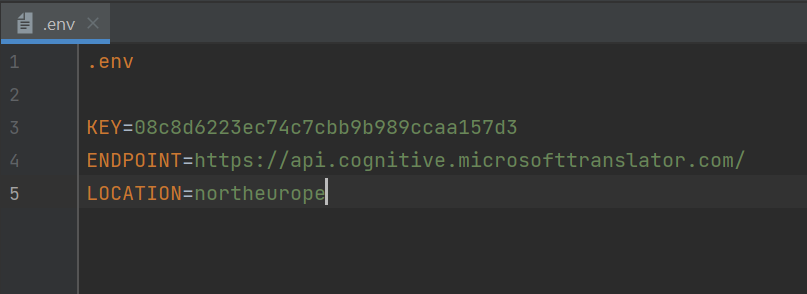 .env
1 .env
2
3 KEY=08c8d6223ec74c7cbb9b989ccaa157d3
4 ENDPOINT=https://api.cognitive.microsofttranslator.com/
5 LOCATION=northeurope